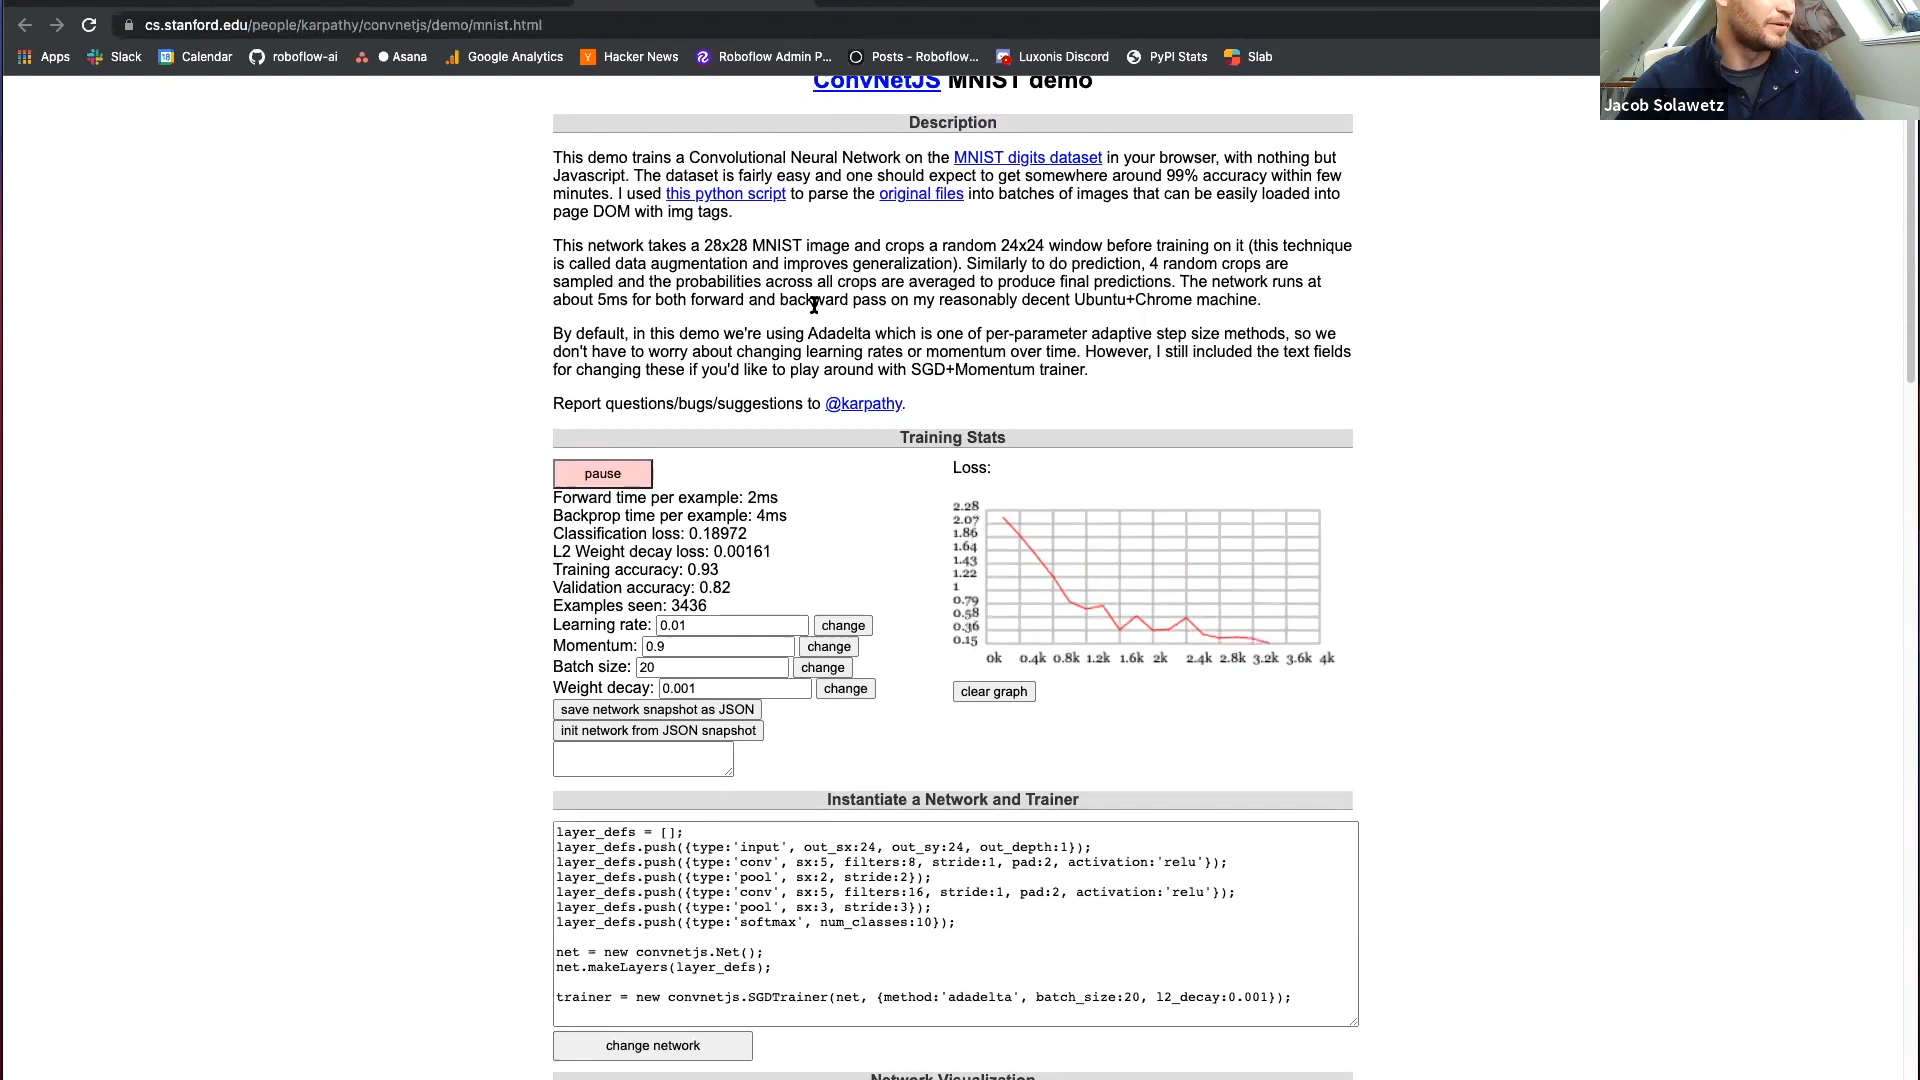 cs.stanford.edu/people/karpathy/convnetjs/demo/mnist.html
Apps Slack Calendar roboflow-ai Asana Google Analytics Hacker News Roboflow Admin P... Posts - Roboflow... Luxonis Discord PyPI Stats Slab
Jacob Solawetz
ConvNetJS MNIST demo
Description
This demo trains a Convolutional Neural Network on the MNIST digits dataset in your browser, with nothing but
Javascript. The dataset is fairly easy and one should expect to get somewhere around 99% accuracy within few
minutes. I used this python script to parse the original files into batches of images that can be easily loaded into
page DOM with img tags.
This network takes a 28x28 MNIST image and crops a random 24x24 window before training on it (this technique
is called data augmentation and improves generalization). Similarly to do prediction, 4 random crops are
sampled and the probabilities across all crops are averaged to produce final predictions. The network runs at
about 5ms for both forward and backward pass on my reasonably decent Ubuntu+Chrome machine.
By default, in this demo we're using Adadelta which is one of per-parameter adaptive step size methods, so we
don't have to worry about changing learning rates or momentum over time. However, I still included the text fields
for changing these if you'd like to play around with SGD+Momentum trainer.
Report questions/bugs/suggestions to @karpathy.
Training Stats
pause
Forward time per example: 2ms
Backprop time per example: 4ms
Classification loss: 0.18972
L2 Weight decay loss: 0.00161
Training accuracy: 0.93
Validation accuracy: 0.82
Examples seen: 3436
Learning rate: 0.01 change
Momentum: 0.9 change
Batch size: 20 change
Weight decay: 0.001 change
save network snapshot as JSON
init network from JSON snapshot
Loss:
2.28
2.07
1.86
1.64
1.43
1.22
1
0.79
0.58
0.36
0.15
0k 0.4k 0.8k 1.2k 1.6k 2k 2.4k 2.8k 3.2k 3.6k 4k
clear graph
Instantiate a Network and Trainer
layer_defs = [];
layer_defs.push({type:'input', out_sx:24, out_sy:24, out_depth:1});
layer_defs.push({type:'conv', sx:5, filters:8, stride:1, pad:2, activation:'relu'});
layer_defs.push({type:'pool', sx:2, stride:2});
layer_defs.push({type:'conv', sx:5, filters:16, stride:1, pad:2, activation:'relu'});
layer_defs.push({type:'pool', sx:3, stride:3});
layer_defs.push({type:'softmax', num_classes:10});
net = new convnetjs.Net();
net.makeLayers(layer_defs);
trainer = new convnetjs.SGDTrainer(net, {method:'adadelta', batch_size:20, l2_decay:0.001});
change network
Network Visualization